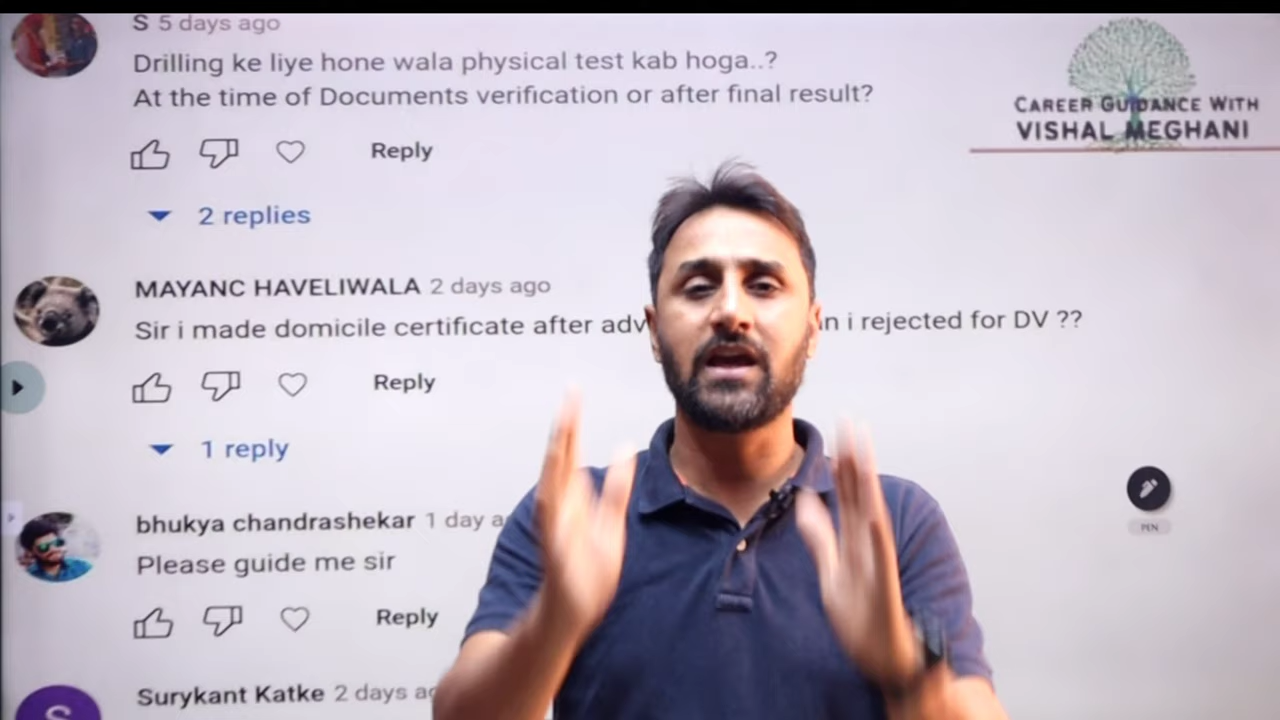 S 5 days ago
Drilling ke liye hone wala physical test kab hoga..?
At the time of Documents verification or after final result?
Reply
2 replies
CAREER GUIDANCE WITH
VISHAL MEGHANI
MAYANC HAVELIWALA 2 days ago
Sir i made domicile certificate after adv i rejected for DV ??
Reply
1 reply
bhukya chandrashekar 1 day a
Please guide me sir
Reply
PEN
Surykant Katke 2 days ag
S